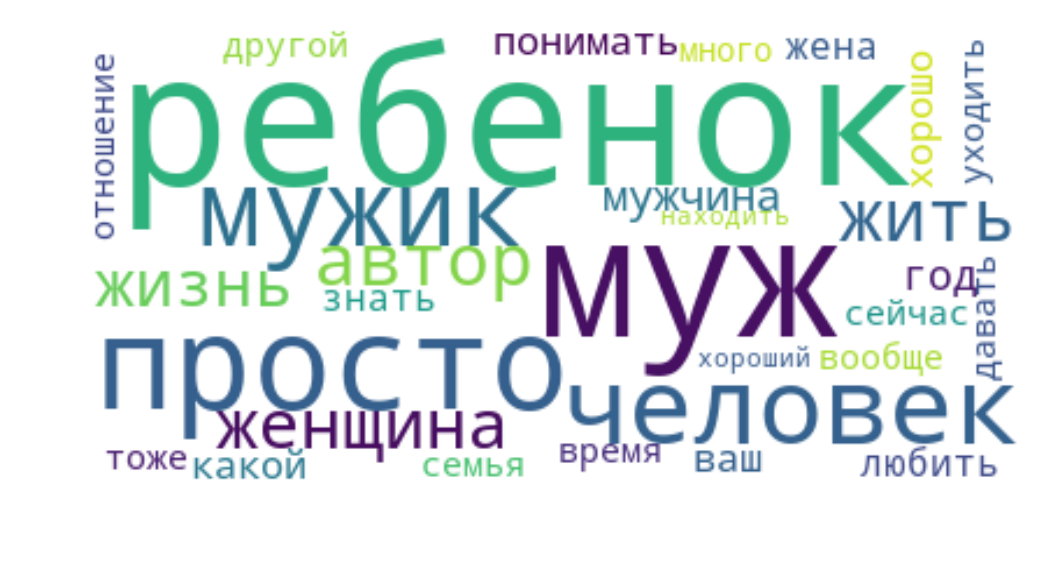 другой понимать много жена
отношение
ребенок
хорошо
уходить
мужик мужчина
находить
жить
автор муж
жизнь знать
год
сейчас
давать
просто
хороший вообще
человек
женщина
тоже какой семья время ваш любить